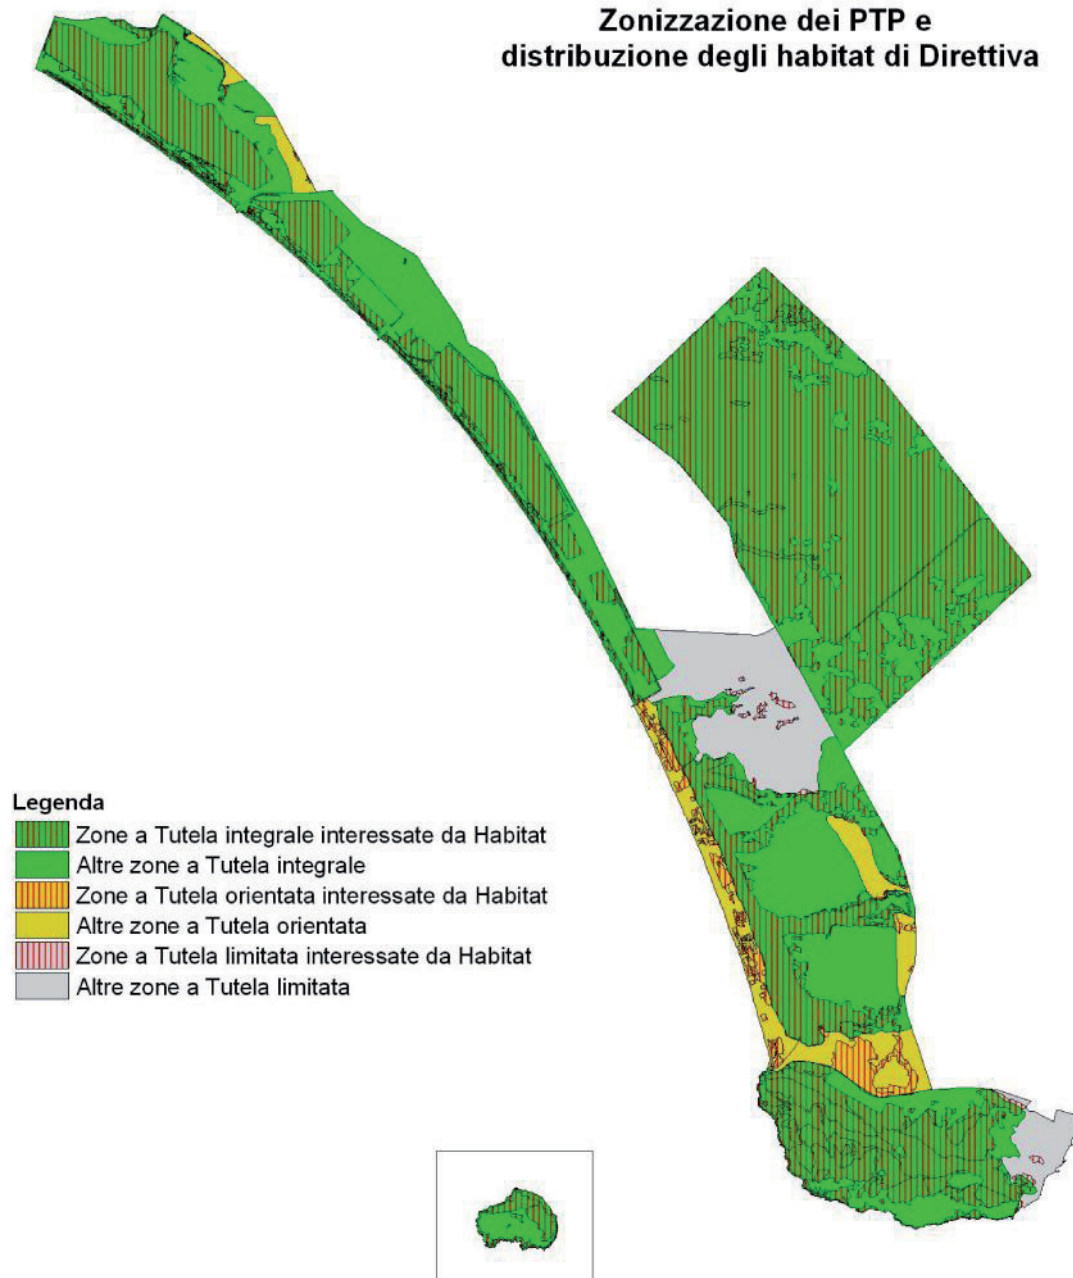 Zonizzazione dei PTP e
distribuzione degli habitat di Direttiva
Legenda
Zone a Tutela integrale interessate da Habitat
Altre zone a Tutela integrale
Zone a Tutela orientata interessate da Habitat
Altre zone a Tutela orientata
Zone a Tutela limitata interessate da Habitat
Altre zone a Tutela limitata